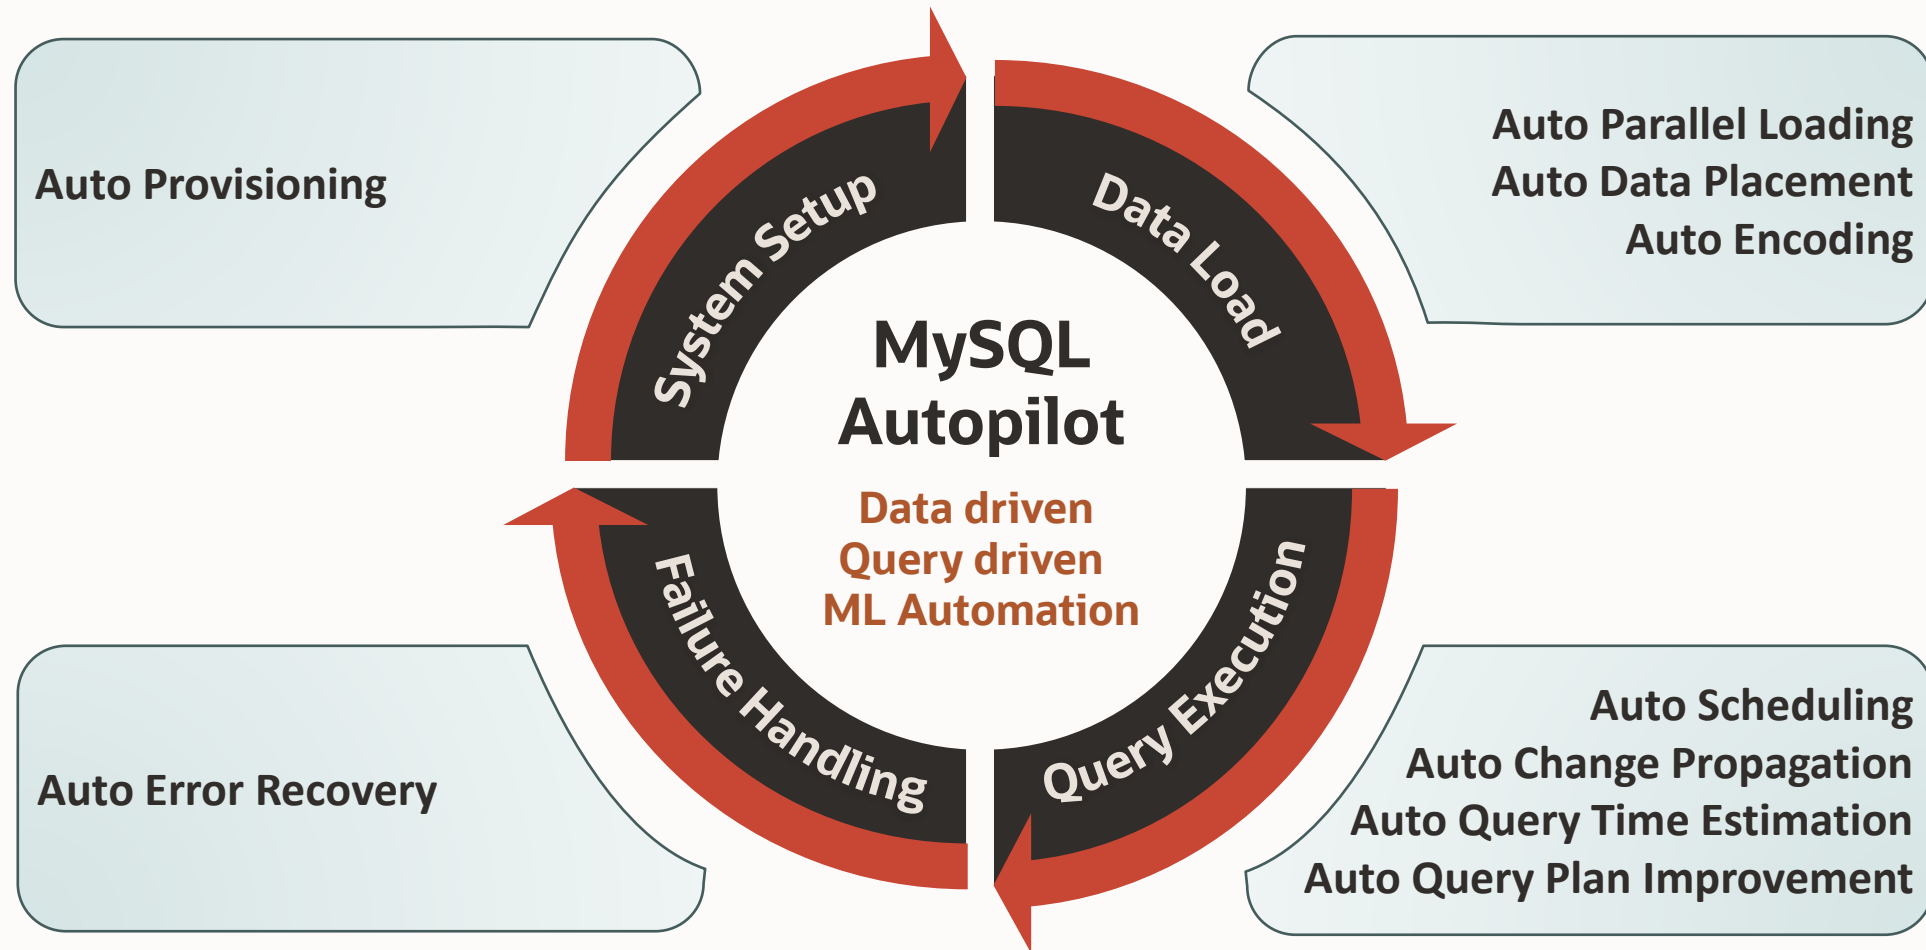 Auto Provisioning
System Setup
Data Load
Auto Parallel Loading
Auto Data Placement
Auto Encoding
MySQL
Autopilot
Data driven
Query driven
ML Automation
Failure Handling
Query Execution
Auto Error Recovery
Auto Scheduling
Auto Change Propagation
Auto Query Time Estimation
Auto Query Plan Improvement